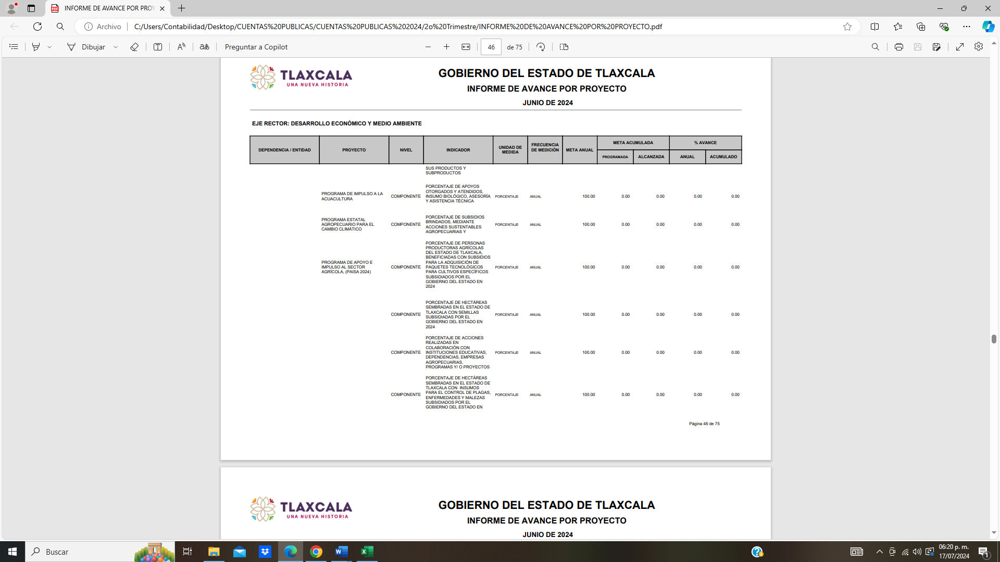 INFORME DE AVANCE POR PROY
Archivo
C:/Users/Contabilidad/Desktop/CUENTAS%20PUBLICAS/CUENTAS%20PUBLICAS%202024/2o%20Trimestre/INFORME%20DE%20AVANCE%20POR%20PROYECTO.pdf
Dibujar
Preguntar a Copilot
46 de 75
TLAXCALA
UNA NUEVA HISTORIA
GOBIERNO DEL ESTADO DE TLAXCALA
INFORME DE AVANCE POR PROYECTO
JUNIO DE 2024
EJE RECTOR: DESARROLLO ECONÓMICO Y MEDIO AMBIENTE
DEPENDENCIA / ENTIDAD
PROYECTO
NIVEL
INDICADOR
UNIDAD DE
MEDIDA
FRECUENCIA
DE MEDICIÓN
META ANUAL
META ACUMULADA
PROGRAMADA
ALCANZADA
% AVANCE
ANUAL
ACUMULADO
SUS PRODUCTOS Y
SUBPRODUCTOS
PROGRAMA DE IMPULSO A LA
ACUACULTURA
COMPONENTE
PORCENTAJE DE APOYOS
OTORGADOS Y ATENDIDOS,
INSUMO BIOLÓGICO, ASESORÍA
Y ASISTENCIA TÉCNICA
PORCENTAJE
ANUAL
100.00
0.00
0.00
0.00
0.00
PROGRAMA ESTATAL
AGROPECUARIO PARA EL
CAMBIO CLIMÁTICO
COMPONENTE
PORCENTAJE DE SUBSIDIOS
BRINDADOS, MEDIANTE
ACCIONES SUSTENTABLES
AGROPECUARIAS Y
PORCENTAJE
ANUAL
100.00
0.00
0.00
0.00
0.00
PROGRAMA DE APOYO E
IMPULSO AL SECTOR
AGRÍCOLA, (PAISA 2024)
COMPONENTE
PORCENTAJE DE PERSONAS
PRODUCTORAS AGRÍCOLAS
DEL ESTADO DE TLAXCALA,
BENEFICIADAS CON SUBSIDIOS
PARA LA ADQUISICIÓN DE
PAQUETES TECNOLÓGICOS
PARA CULTIVOS ESPECÍFICOS
SUBSIDIADOS POR EL
GOBIERNO DEL ESTADO EN
2024
PORCENTAJE
ANUAL
100.00
0.00
0.00
0.00
0.00
COMPONENTE
PORCENTAJE DE HECTÁREAS
SEMBRADAS EN EL ESTADO DE
TLAXCALA CON SEMILLAS
SUBSIDIADAS POR EL
GOBIERNO DEL ESTADO EN
2024
PORCENTAJE
ANUAL
100.00
0.00
0.00
0.00
0.00
COMPONENTE
PORCENTAJE DE ACCIONES
REALIZADAS EN
COLABORACIÓN CON
INSTITUCIONES EDUCATIVAS,
DEPENDENCIAS, EMPRESAS
AGROPECUARIAS,
PROGRAMAS Y/ O PROYECTOS
PORCENTAJE
ANUAL
100.00
0.00
0.00
0.00
0.00
COMPONENTE
PORCENTAJE DE HECTÁREAS
SEMBRADAS EN EL ESTADO DE
TLAXCALA CON INSUMOS
PARA EL CONTROL DE PLAGAS,
ENFERMEDADES Y MALEZAS
SUBSIDIADOS POR EL
GOBIERNO DEL ESTADO EN
PORCENTAJE
ANUAL
100.00
0.00
0.00
0.00
0.00
Página 46 de 75
TLAXCALA
UNA NUEVA HISTORIA
GOBIERNO DEL ESTADO DE TLAXCALA
INFORME DE AVANCE POR PROYECTO
JUNIO DE 2024
Buscar
06:20 p. m.
17/07/2024
1